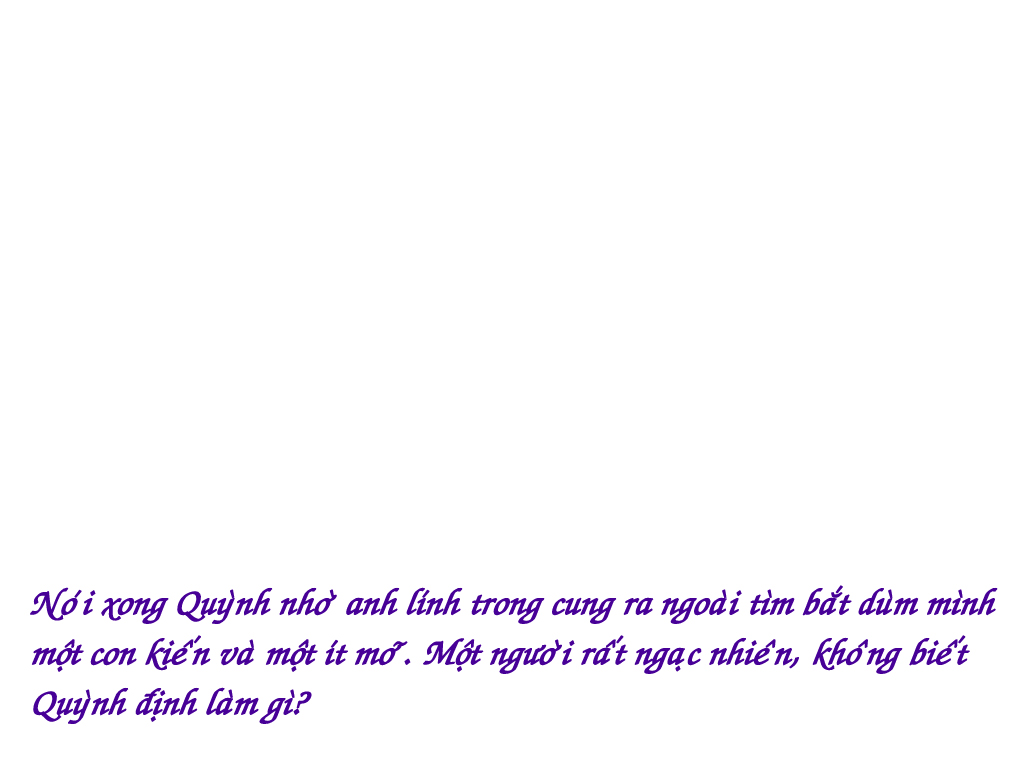 Nói xong Quỳnh nhờ anh lính trong cung ra ngoài tìm bắt dùm mình
một con kiến và một ít mỡ. Một người rất ngạc nhiên, không biết
Quỳnh định làm gì?